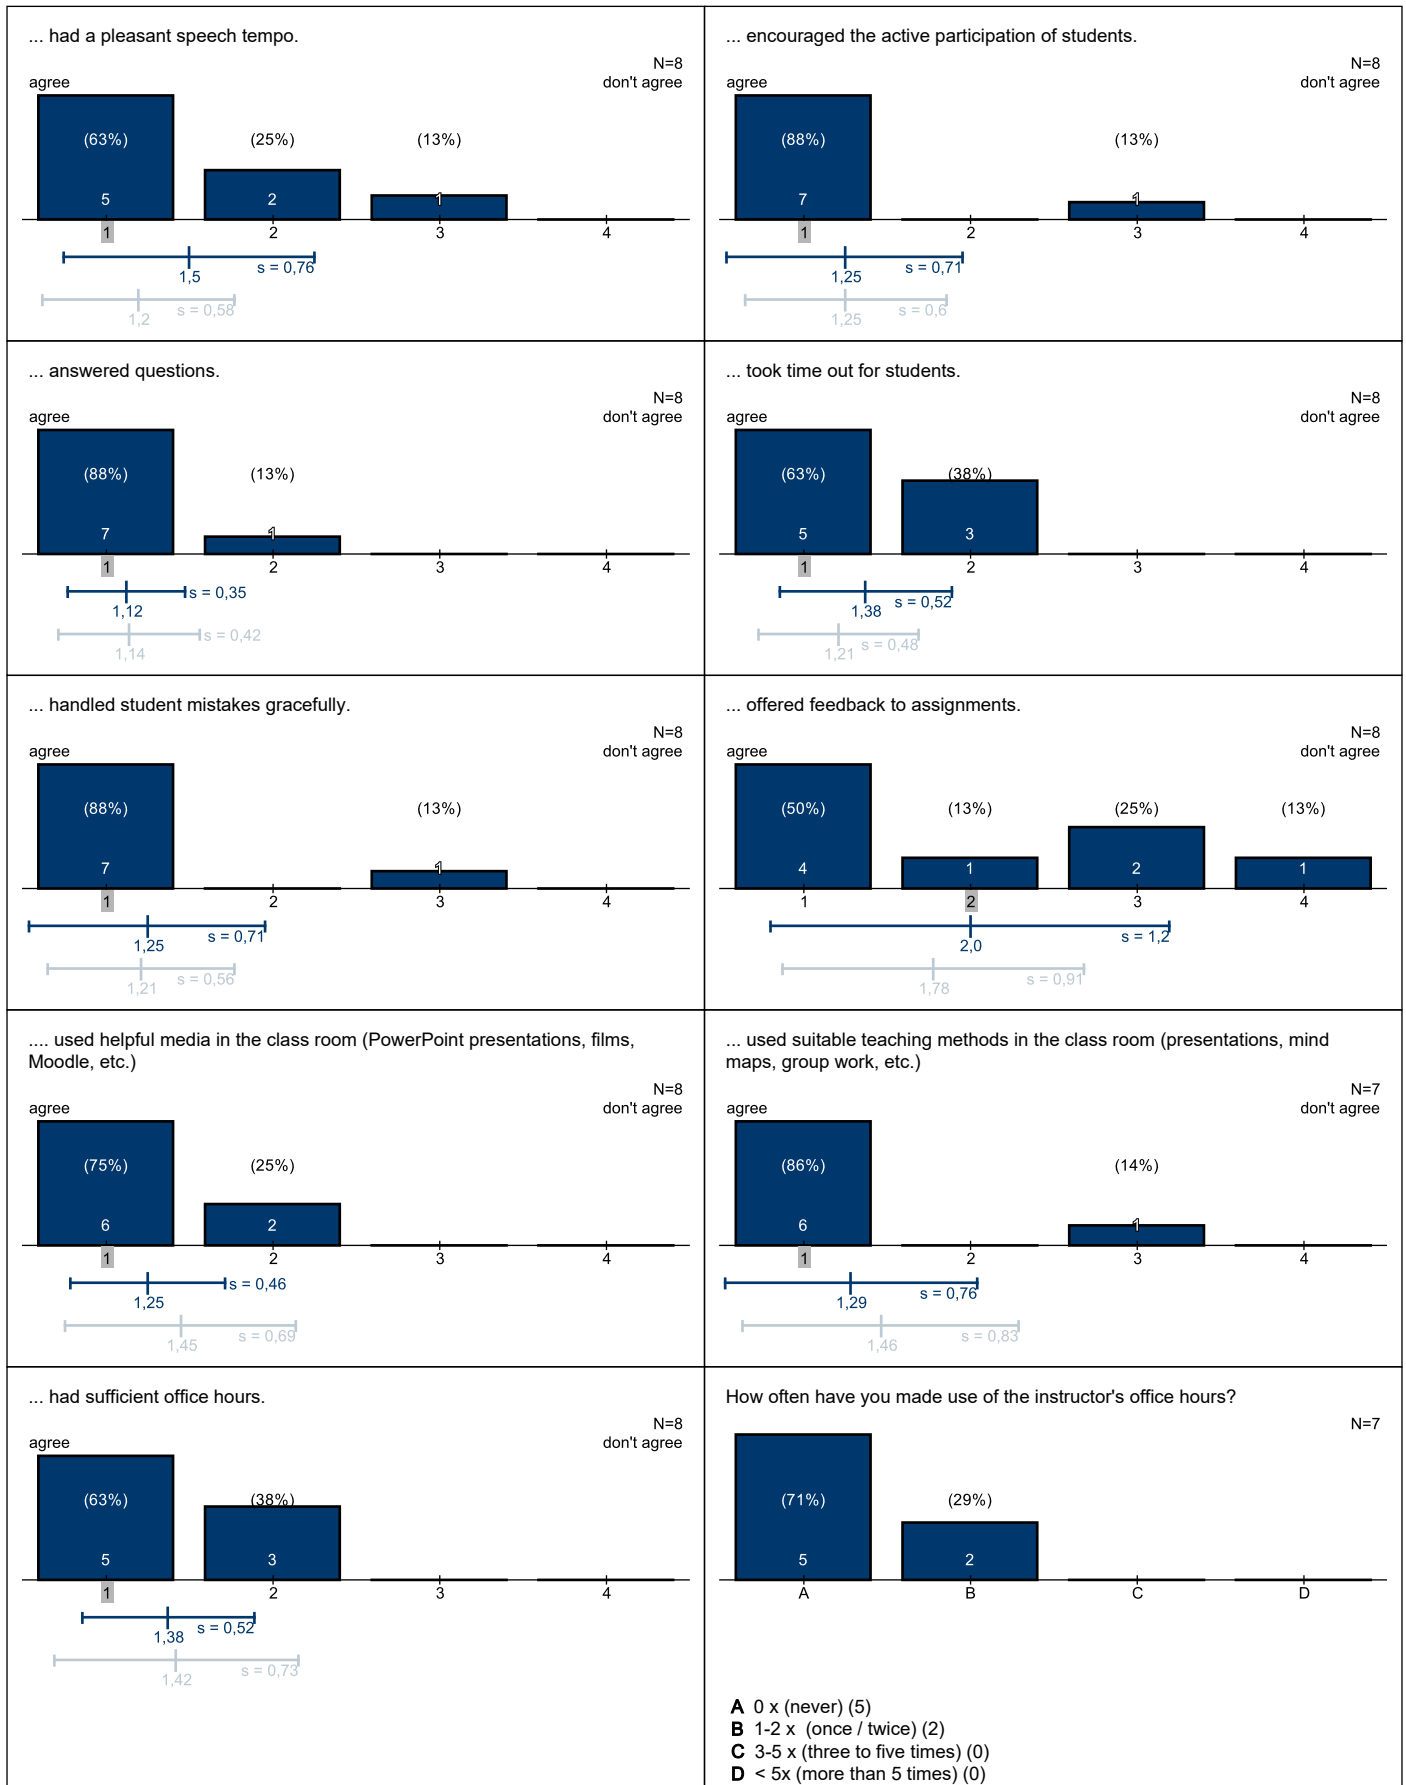 ... had a pleasant speech tempo.
N=8
agree don't agree
(63%) (25%) (13%)
5 2 1
1 2 3 4
s = 0,76
1,5
s = 0,58
1,2
... encouraged the active participation of students.
N=8
agree don't agree
(88%) (13%)
7 1
1 2 3 4
s = 0,71
1,25
s = 0,6
1,25
... answered questions.
N=8
agree don't agree
(88%) (13%)
7 1
1 2 3 4
s = 0,35
1,12
s = 0,42
1,14
... took time out for students.
N=8
agree don't agree
(63%) (38%)
5 3
1 2 3 4
s = 0,52
1,38
s = 0,48
1,21
... handled student mistakes gracefully.
N=8
agree don't agree
(88%) (13%)
7 1
1 2 3 4
s = 0,71
1,25
s = 0,56
1,21
... offered feedback to assignments.
N=8
agree don't agree
(50%) (13%) (25%) (13%)
4 1 2 1
1 2 3 4
s = 1,2
2,0
s = 0,91
1,78
.... used helpful media in the class room (PowerPoint presentations, films,
Moodle, etc.)
N=8
agree don't agree
(75%) (25%)
6 2
1 2 3 4
s = 0,46
1,25
s = 0,69
1,45
... used suitable teaching methods in the class room (presentations, mind
maps, group work, etc.)
N=7
agree don't agree
(86%) (14%)
6 1
1 2 3 4
s = 0,76
1,29
s = 0,83
1,46
... had sufficient office hours.
N=8
agree don't agree
(63%) (38%)
5 3
1 2 3 4
s = 0,52
1,38
s = 0,73
1,42
How often have you made use of the instructor's office hours?
N=7
(71%) (29%)
5 2
A B C D
A 0 x (never) (5)
B 1-2 x (once / twice) (2)
C 3-5 x (three to five times) (0)
D < 5x (more than 5 times) (0)